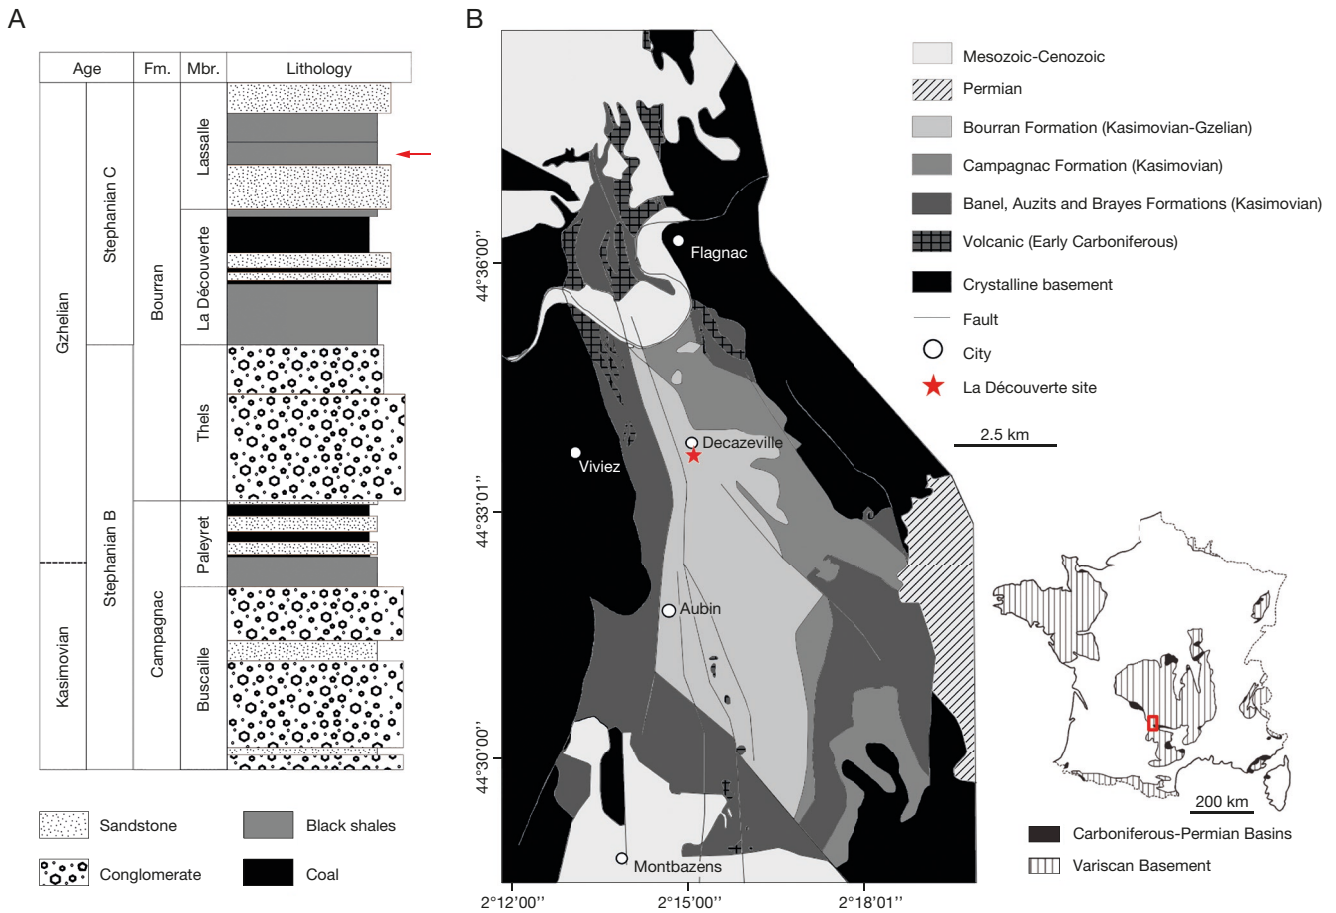 A
Age
Fm.
Mbr.
Lithology
Gzhelian
Kasimovian
Stephanian C
Stephanian B
Bourran
Campagnac
Lassalle
La Découverte
Thels
Paleyret
Buscaille
Sandstone
Black shales
Conglomerate
Coal
B
44°36'00''
44°33'01''
44°30'00''
2°12'00''
2°15'00''
2°18'01''
Flagnac
Decazeville
Viviez
Aubin
Montbazens
Mesozoic-Cenozoic
Permian
Bourran Formation (Kasimovian-Gzelian)
Campagnac Formation (Kasimovian)
Banel, Auzits and Brayes Formations (Kasimovian)
Volcanic (Early Carboniferous)
Crystalline basement
Fault
City
La Découverte site
2.5 km
200 km
Carboniferous-Permian Basins
Variscan Basement